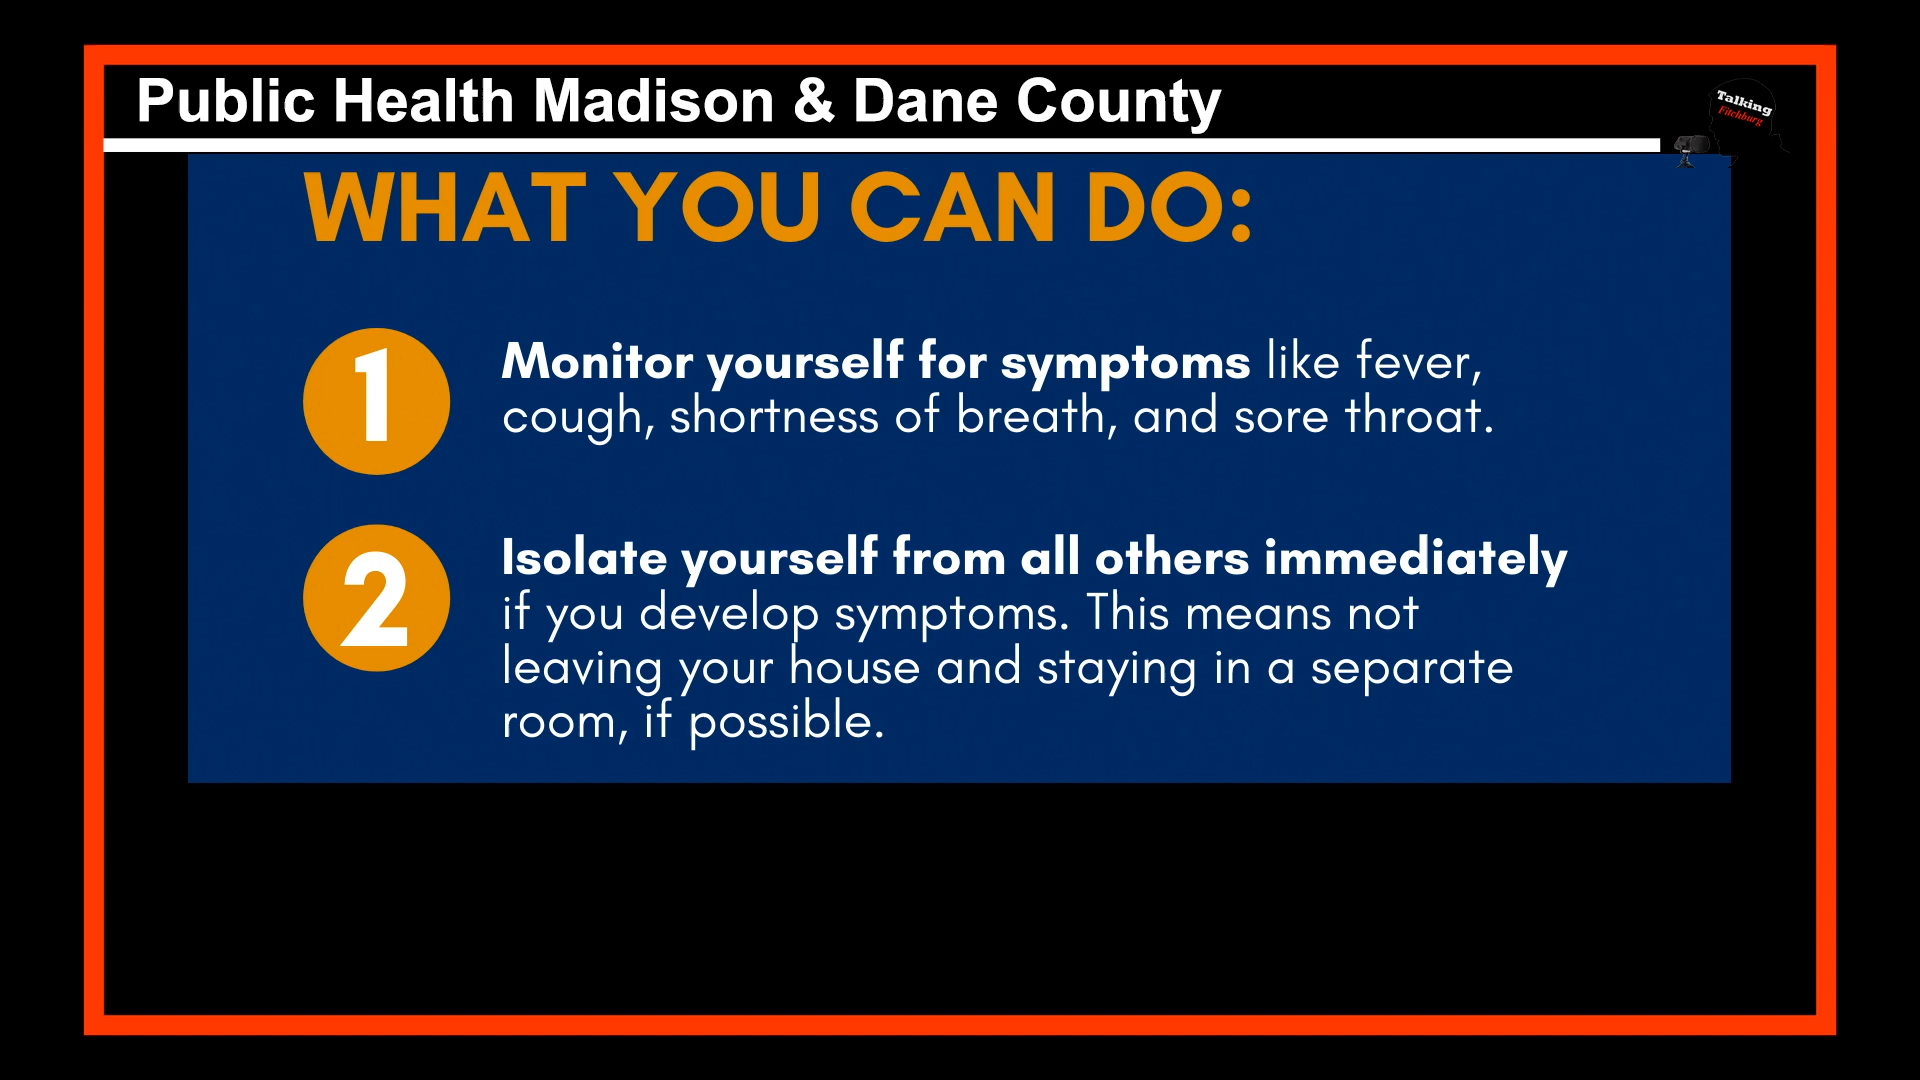 Public Health Madison & Dane County
Talking
Fitchburg
WHAT YOU CAN DO:
1
Monitor yourself for symptoms like fever,
cough, shortness of breath, and sore throat.
2
Isolate yourself from all others immediately
if you develop symptoms. This means not
leaving your house and staying in a separate
room, if possible.